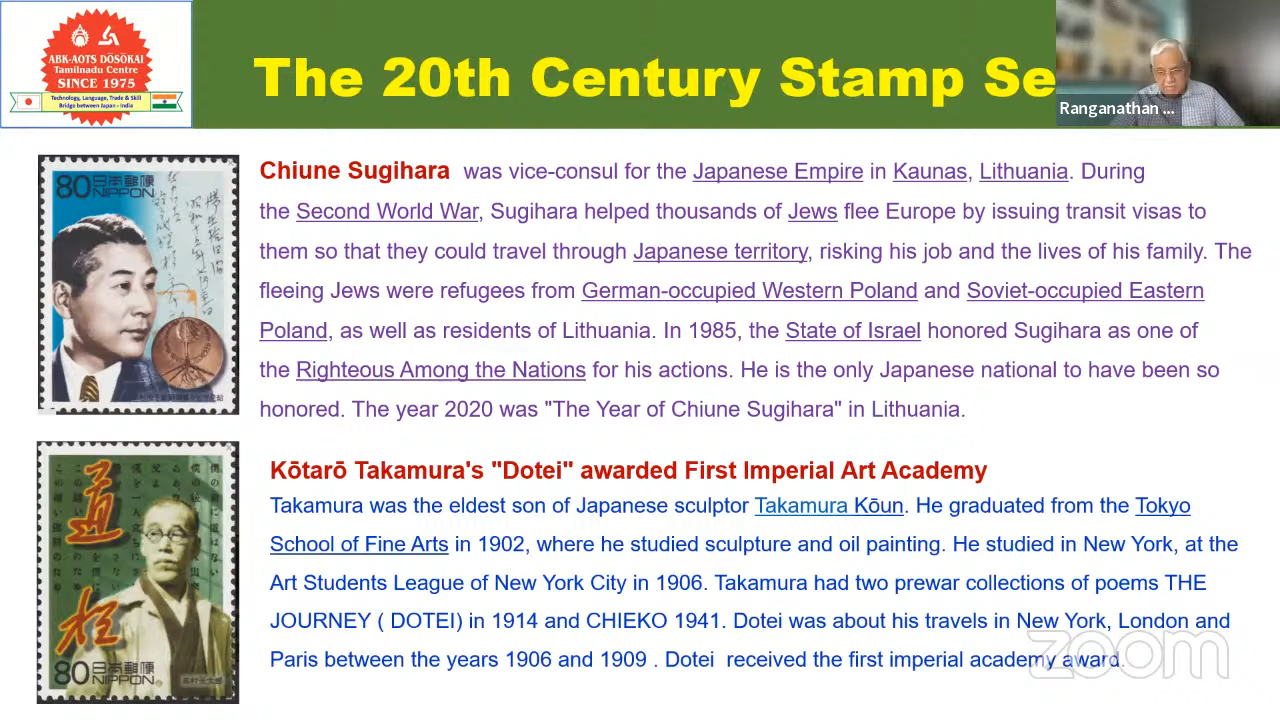 ABK-AOTS DŌSŌKAI
Tamilnadu Centre
SINCE 1975
Technology, Language, Trade & Skill
Bridge between Japan - India
The 20th Century Stamp Se
Ranganathan ...
80 日本郵便
NIPPON
Chiune Sugihara was vice-consul for the Japanese Empire in Kaunas, Lithuania. During
the Second World War, Sugihara helped thousands of Jews flee Europe by issuing transit visas to
them so that they could travel through Japanese territory, risking his job and the lives of his family. The
fleeing Jews were refugees from German-occupied Western Poland and Soviet-occupied Eastern
Poland, as well as residents of Lithuania. In 1985, the State of Israel honored Sugihara as one of
the Righteous Among the Nations for his actions. He is the only Japanese national to have been so
honored. The year 2020 was "The Year of Chiune Sugihara" in Lithuania.
道程
80 日本郵便
NIPPON
Kōtarō Takamura's "Dotei" awarded First Imperial Art Academy
Takamura was the eldest son of Japanese sculptor Takamura Kōun. He graduated from the Tokyo
School of Fine Arts in 1902, where he studied sculpture and oil painting. He studied in New York, at the
Art Students League of New York City in 1906. Takamura had two prewar collections of poems THE
JOURNEY ( DOTEI) in 1914 and CHIEKO 1941. Dotei was about his travels in New York, London and
Paris between the years 1906 and 1909 . Dotei received the first imperial academy award.
zoom